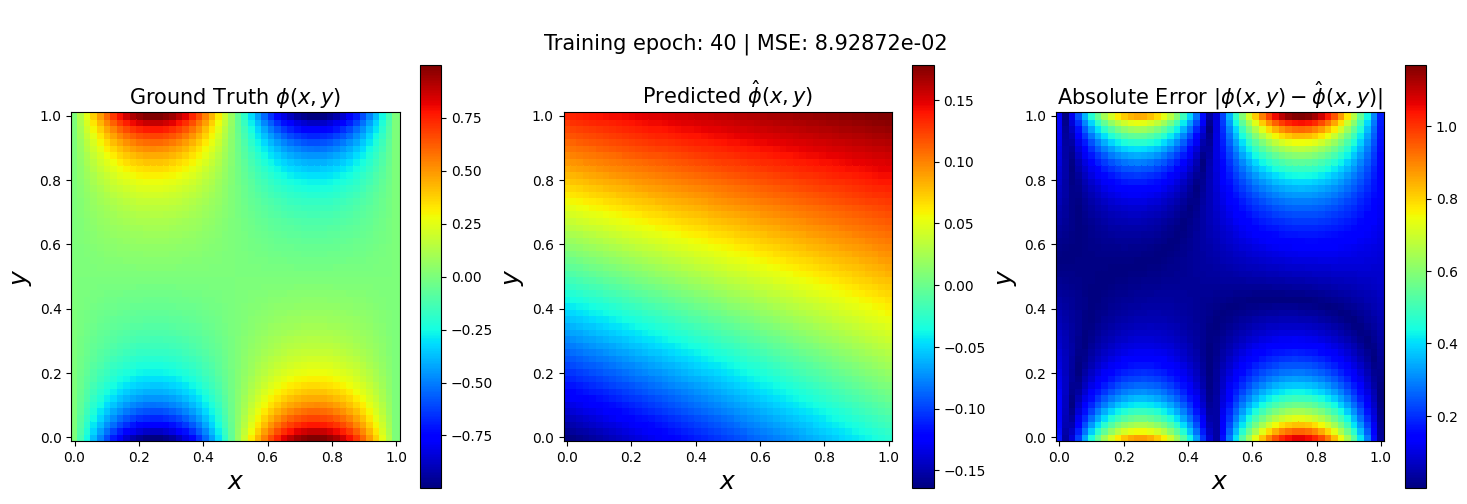 Training epoch: 40 | MSE: 8.92872e-02
Ground Truth ϕ(x, y)
1.0
0.8
0.6
0.4
0.2
0.0
y
0.0 0.2 0.4 0.6 0.8 1.0
x
0.75
0.50
0.25
0.00
−0.25
−0.50
−0.75
Predicted ϕ̂(x, y)
1.0
0.8
0.6
0.4
0.2
0.0
y
0.0 0.2 0.4 0.6 0.8 1.0
x
0.15
0.10
0.05
0.00
−0.05
−0.10
−0.15
Absolute Error |ϕ(x, y) − ϕ̂(x, y)|
1.0
0.8
0.6
0.4
0.2
0.0
y
0.0 0.2 0.4 0.6 0.8 1.0
x
1.0
0.8
0.6
0.4
0.2